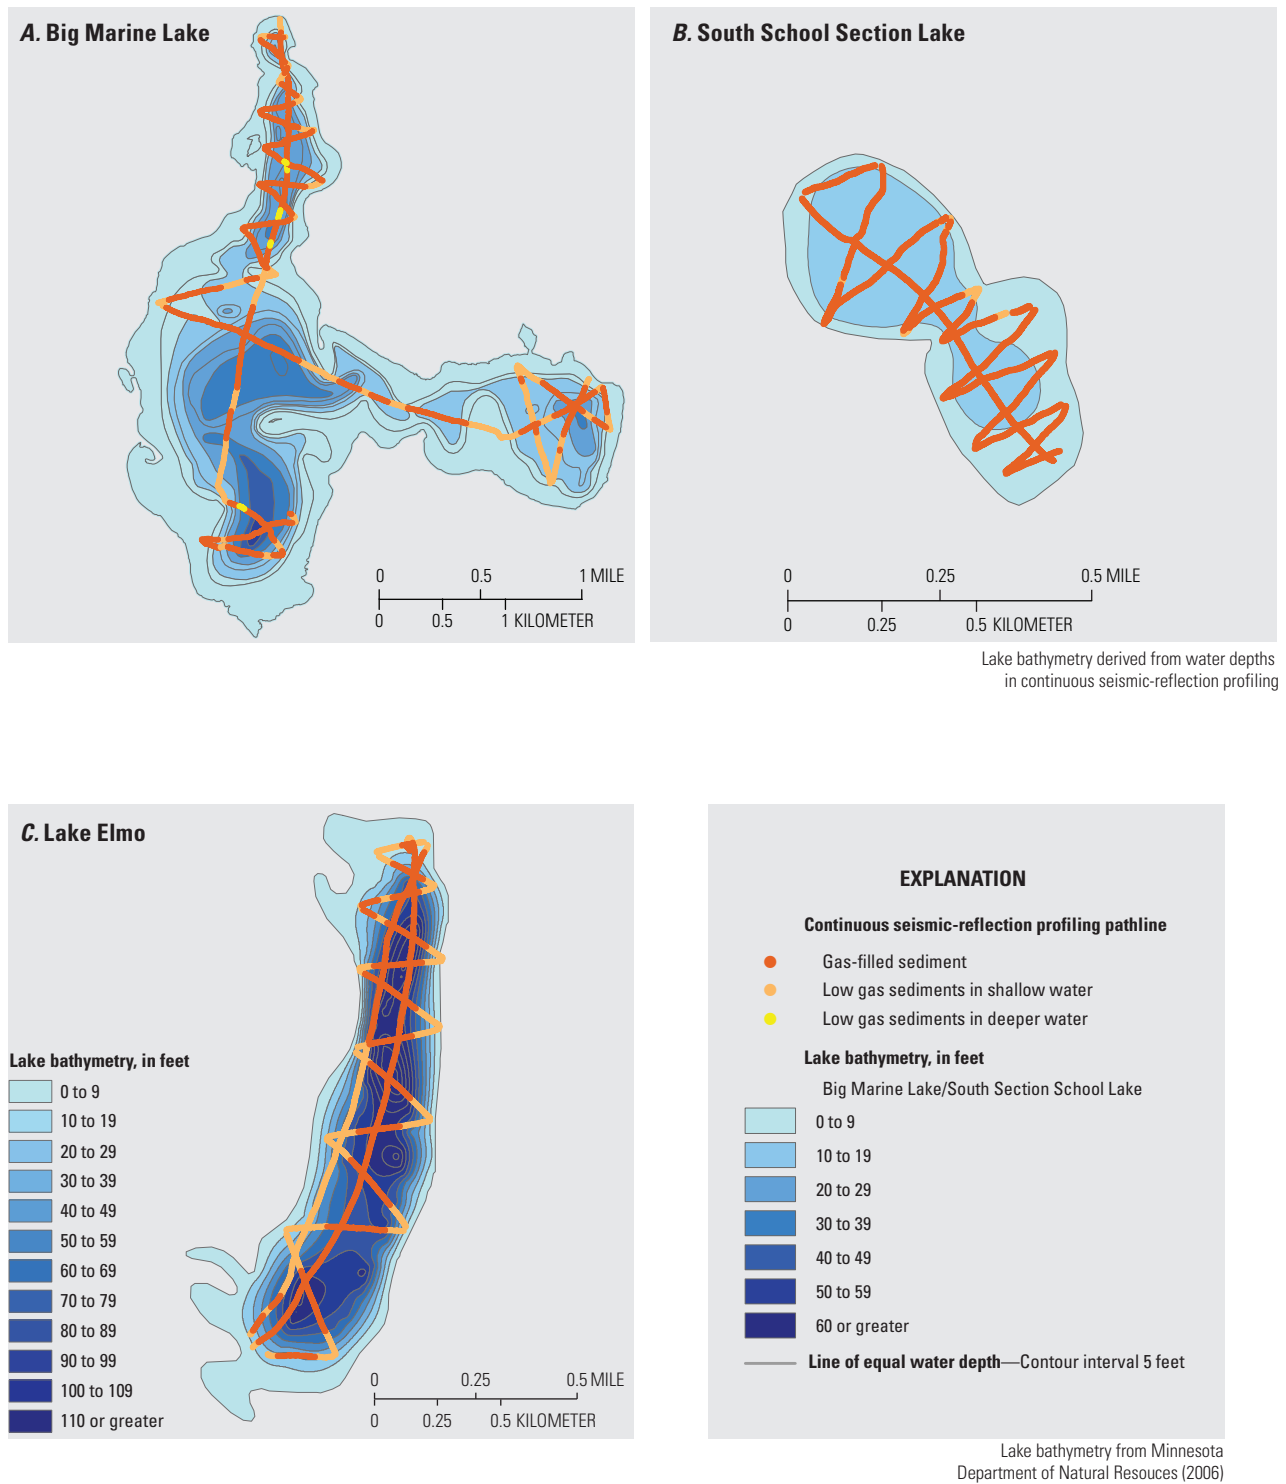 A. Big Marine Lake
0 0.5 1 MILE
0 0.5 1 KILOMETER
B. South School Section Lake
0 0.25 0.5 MILE
0 0.25 0.5 KILOMETER
Lake bathymetry derived from water depths
in continuous seismic-reflection profiling
C. Lake Elmo
Lake bathymetry, in feet
0 to 9
10 to 19
20 to 29
30 to 39
40 to 49
50 to 59
60 to 69
70 to 79
80 to 89
90 to 99
100 to 109
110 or greater
0 0.25 0.5 MILE
0 0.25 0.5 KILOMETER
EXPLANATION
Continuous seismic-reflection profiling pathline
Gas-filled sediment
Low gas sediments in shallow water
Low gas sediments in deeper water
Lake bathymetry, in feet
Big Marine Lake/South Section School Lake
0 to 9
10 to 19
20 to 29
30 to 39
40 to 49
50 to 59
60 or greater
Line of equal water depth—Contour interval 5 feet
Lake bathymetry from Minnesota
Department of Natural Resouces (2006)